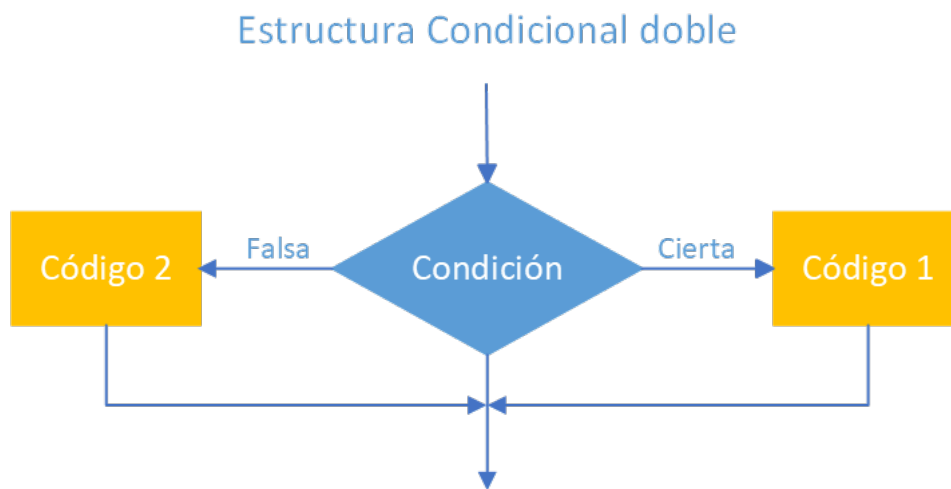 Estructura Condicional doble
Falsa
Cierta
Código 2
Condición
Código 1